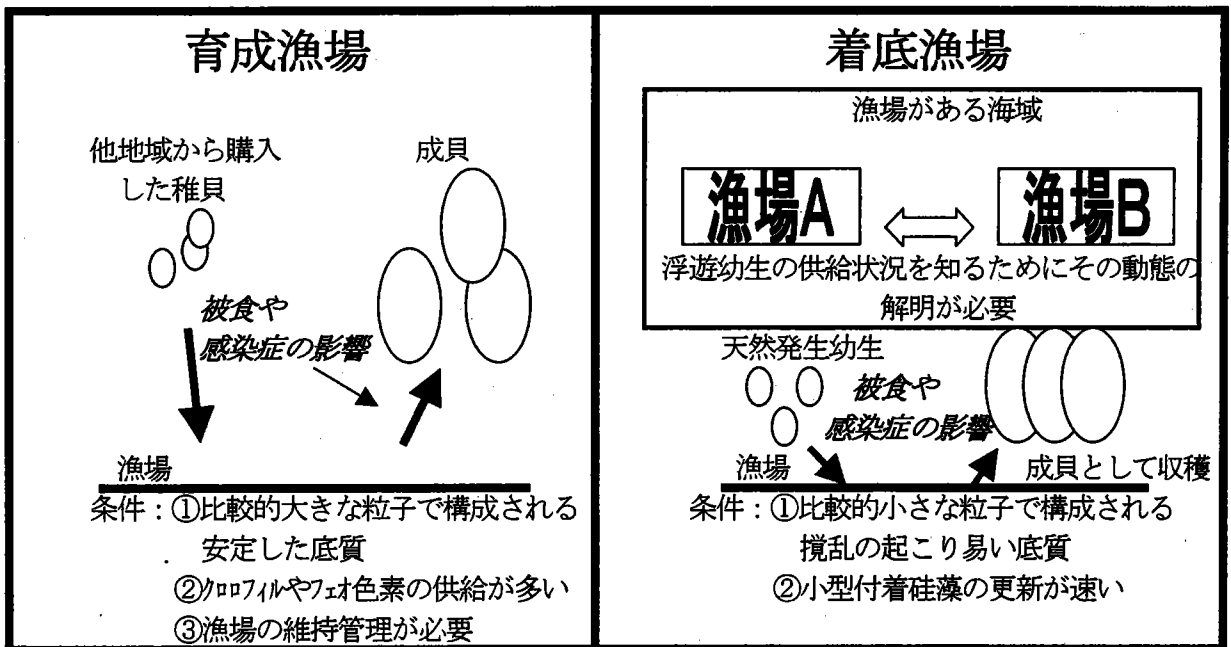 育成漁場
他地域から購入
した稚貝
成貝
被食や
感染症の影響
漁場
条件：①比較的大きな粒子で構成される
安定した底質
②ｸﾛﾛﾌｨﾙやﾌｪｵ色素の供給が多い
③漁場の維持管理が必要
着底漁場
漁場がある海域
漁場A
漁場B
浮遊幼生の供給状況を知るためにその動態の
解明が必要
天然発生幼生
被食や
感染症の影響
漁場
成貝として収穫
条件：①比較的小さな粒子で構成される
撹乱の起こり易い底質
②小型付着硅藻の更新が速い